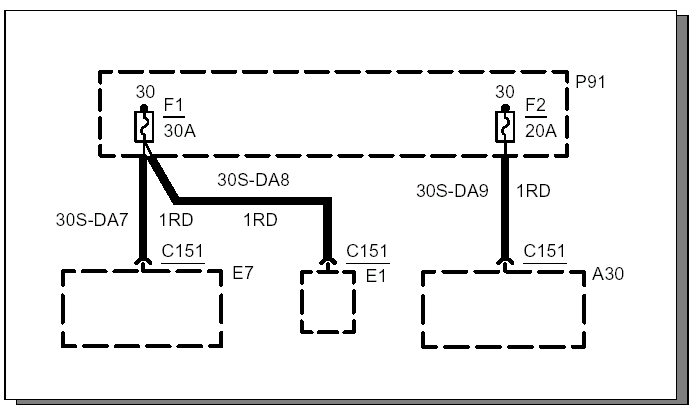 P91
30
F1
30A
30
F2
20A
30S-DA8
30S-DA7
1RD
1RD
30S-DA9
1RD
C151
E7
C151
E1
C151
A30